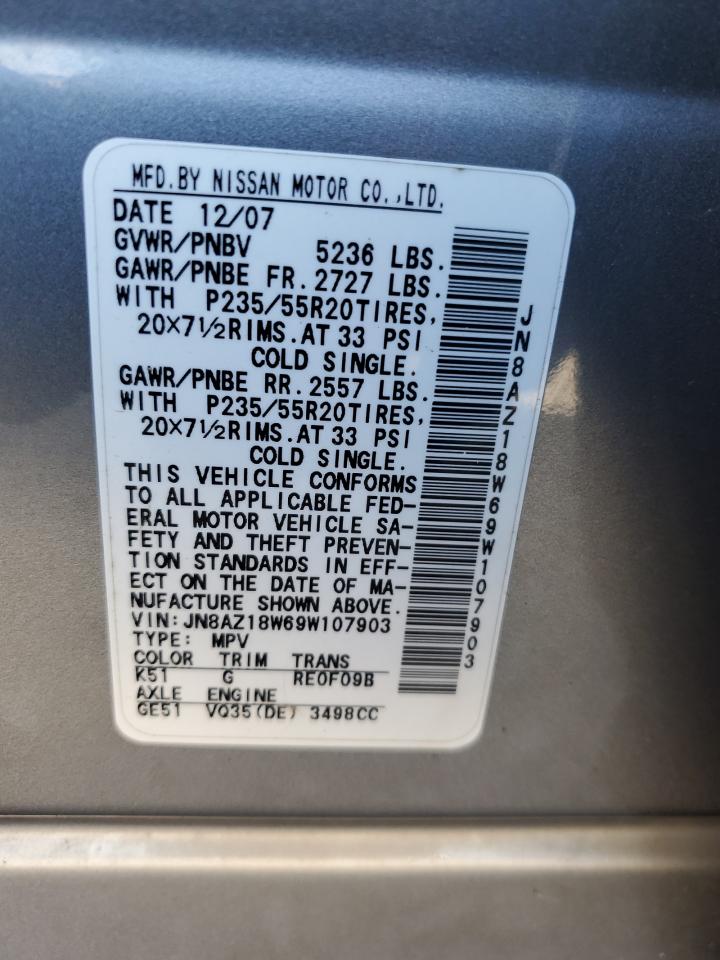 MFD.BY NISSAN MOTOR CO.,LTD.
DATE 12/07
GVWR/PNBV 5236 LBS.
GAWR/PNBE FR.2727 LBS.
WITH P235/55R20TIRES,
20×7½RIMS.AT 33 PSI
COLD SINGLE.
GAWR/PNBE RR.2557 LBS.
WITH P235/55R20TIRES,
20×7½RIMS.AT 33 PSI
COLD SINGLE.
THIS VEHICLE CONFORMS
TO ALL APPLICABLE FED-
ERAL MOTOR VEHICLE SA-
FETY AND THEFT PREVEN-
TION STANDARDS IN EFF-
ECT ON THE DATE OF MA-
NUFACTURE SHOWN ABOVE.
VIN:JN8AZ18W69W107903
TYPE: MPV
COLOR TRIM TRANS
K51 G RE0F09B
AXLE ENGINE
GE51 VQ35(DE) 3498CC
JN8AZ18W69W107903